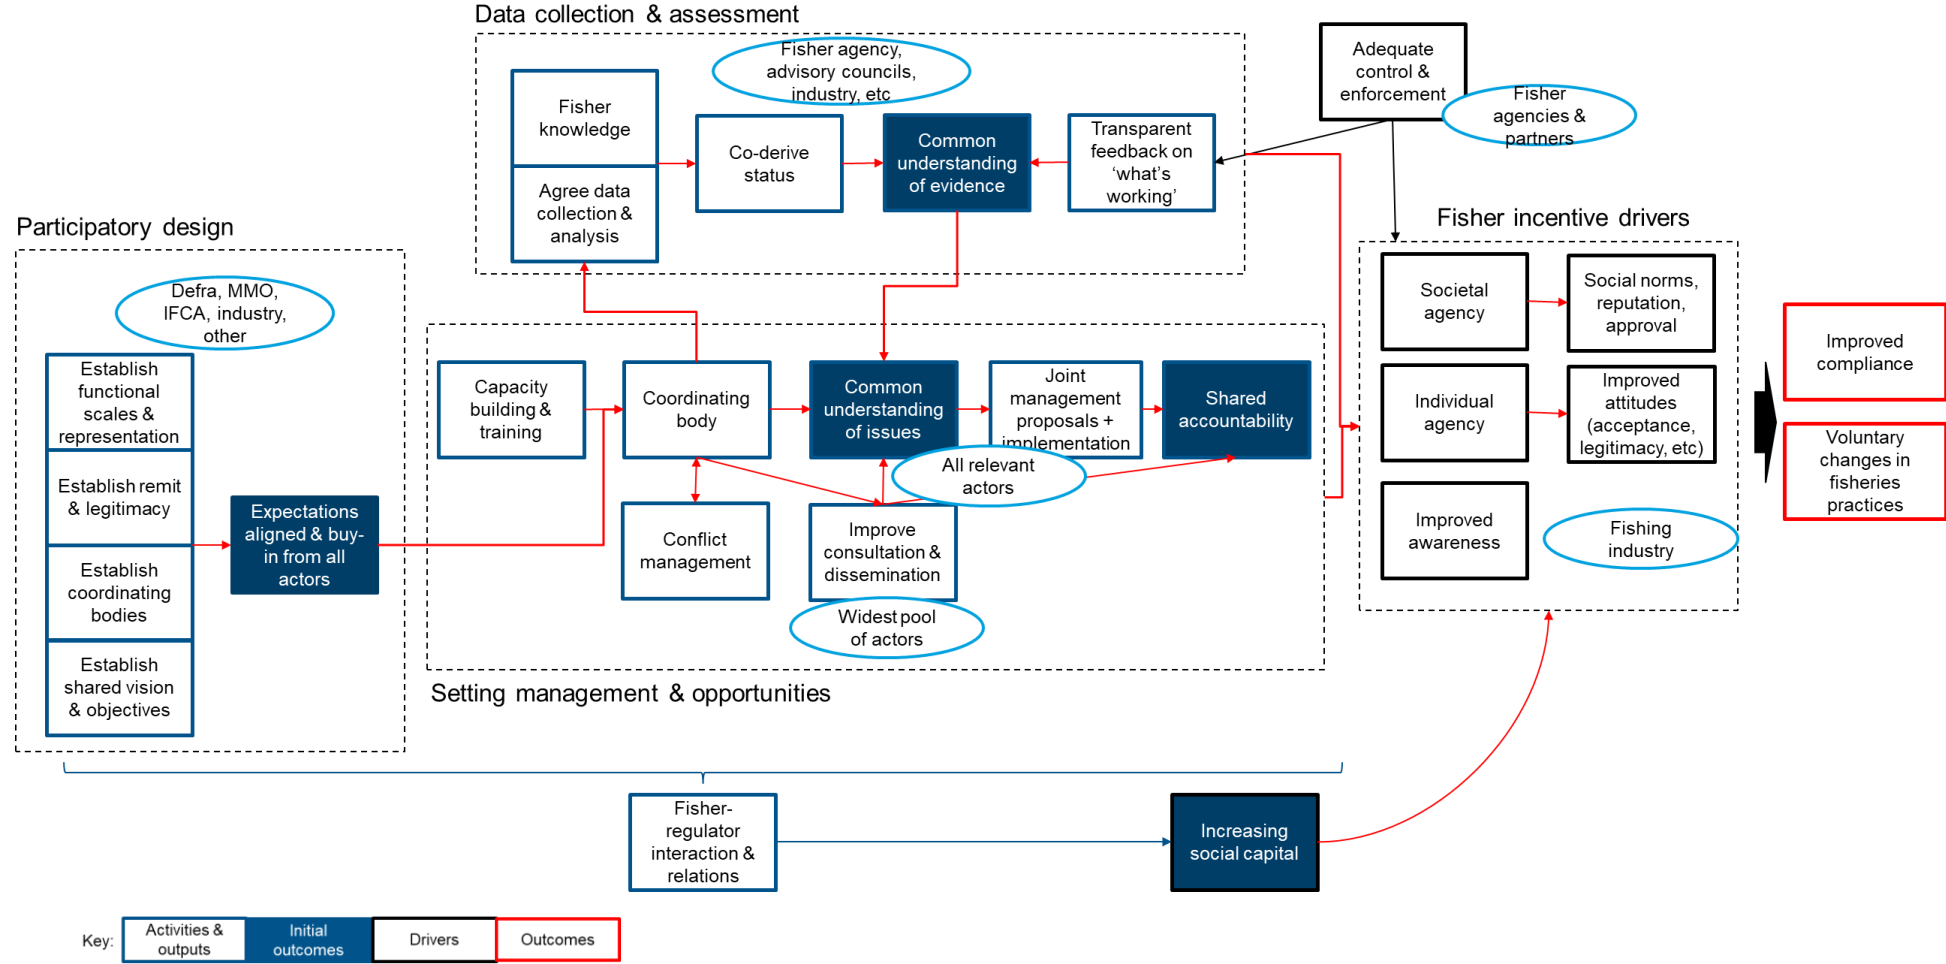 Data collection & assessment
Fisher agency,
advisory councils,
industry, etc
Fisher
knowledge
Agree data
collection &
analysis
Co-derive
status
Common
understanding
of evidence
Transparent
feedback on
‘what’s
working’
Adequate
control &
enforcement
Fisher
agencies &
partners
Participatory design
Defra, MMO,
IFCA, industry,
other
Establish
functional
scales &
representation
Establish remit
& legitimacy
Establish
coordinating
bodies
Establish
shared vision
& objectives
Expectations
aligned & buy-
in from all
actors
Capacity
building &
training
Coordinating
body
Common
understanding
of issues
Joint
management
proposals +
implementation
Shared
accountability
All relevant
actors
Conflict
management
Improve
consultation &
dissemination
Widest pool
of actors
Setting management & opportunities
Fisher incentive drivers
Societal
agency
Social norms,
reputation,
approval
Individual
agency
Improved
attitudes
(acceptance,
legitimacy, etc)
Improved
awareness
Fishing
industry
Improved
compliance
Voluntary
changes in
fisheries
practices
Fisher-
regulator
interaction &
relations
Increasing
social capital
Key:
Activities &
outputs
Initial
outcomes
Drivers
Outcomes